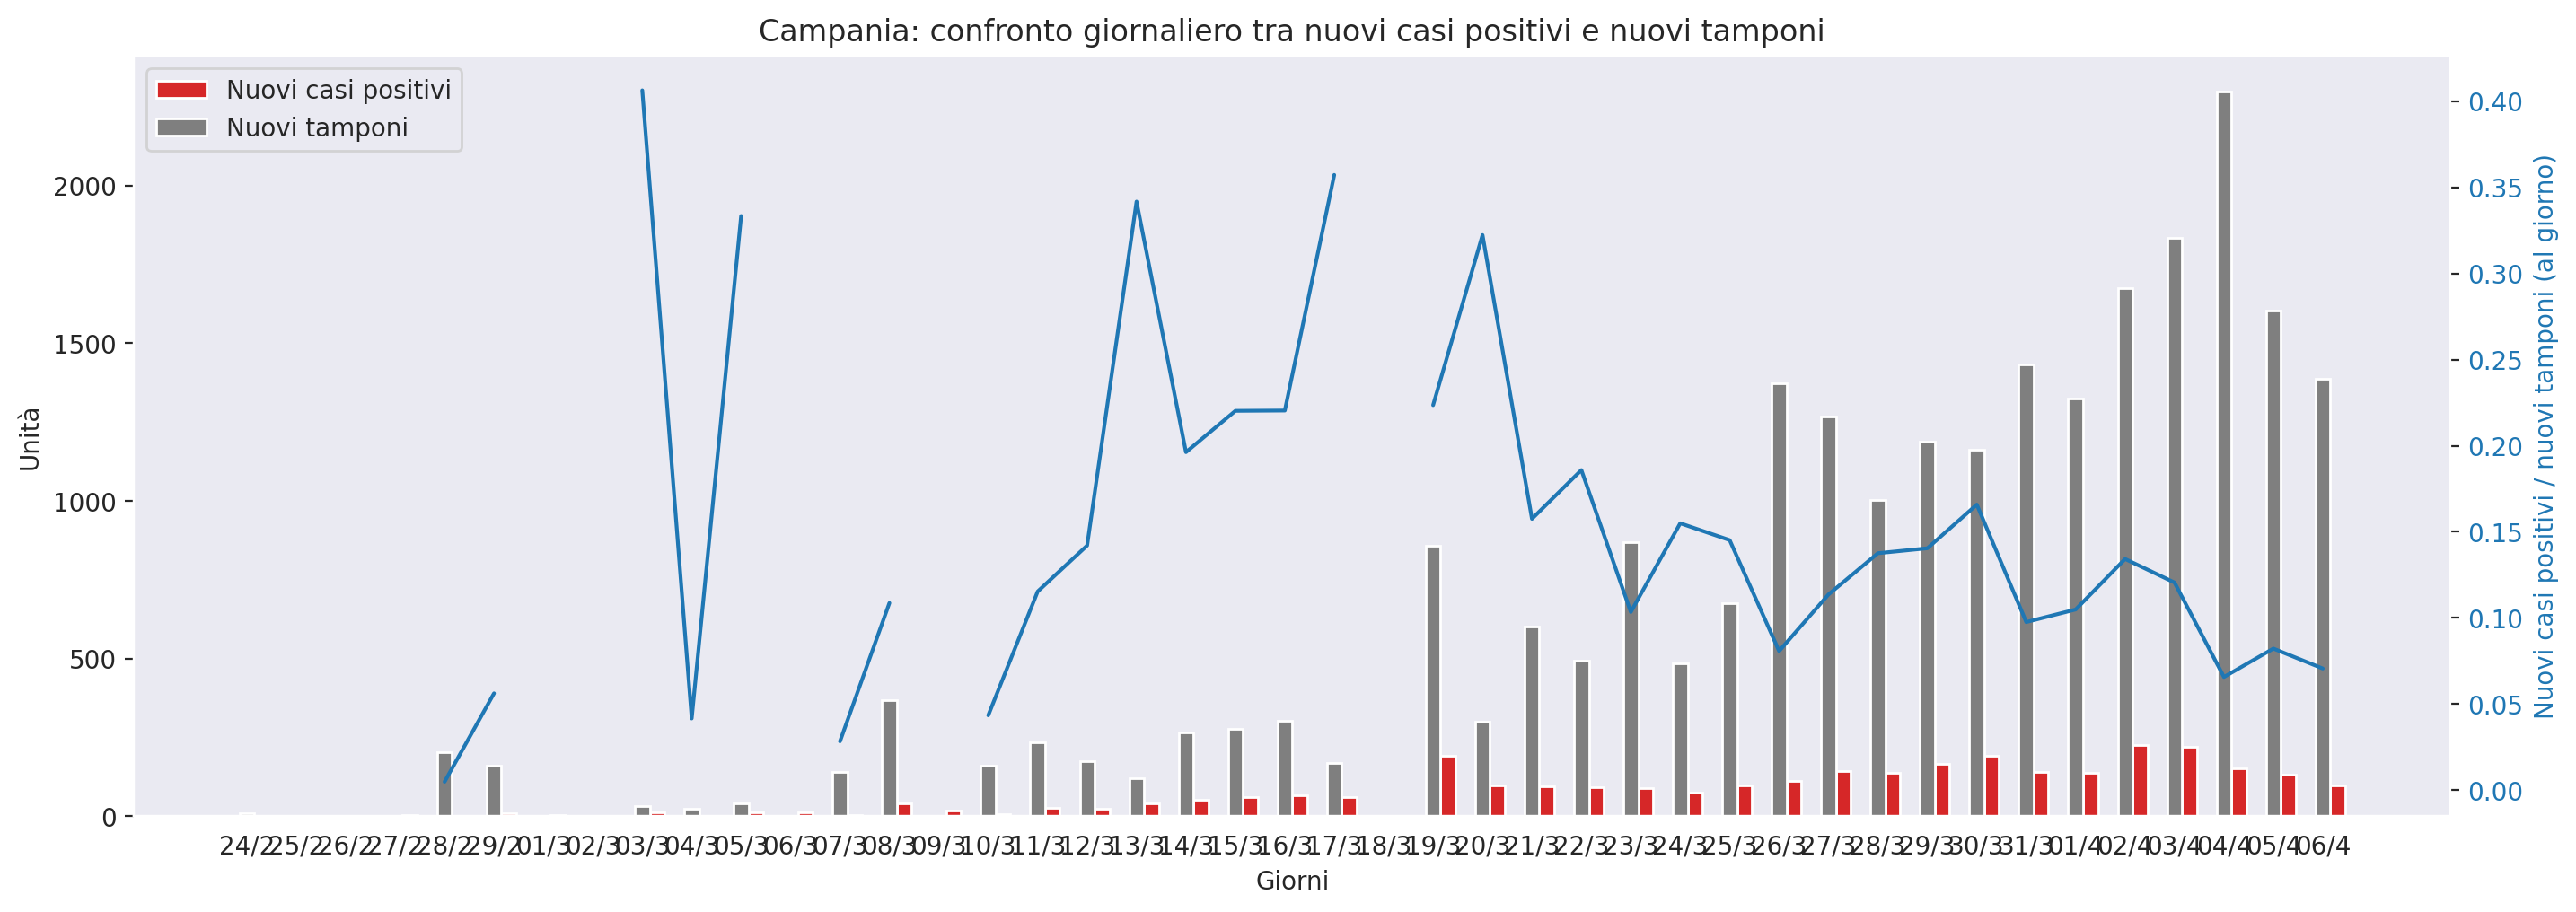 Campania: confronto giornaliero tra nuovi casi positivi e nuovi tamponi
Nuovi casi positivi
Nuovi tamponi
2000
1500
1000
500
0
Unità
0.40
0.35
0.30
0.25
0.20
0.15
0.10
0.05
0.00
Nuovi casi positivi / nuovi tamponi (al giorno)
24/2 25/2 26/2 27/2 28/2 29/2 01/3 02/3 03/3 04/3 05/3 06/3 07/3 08/3 09/3 10/3 11/3 12/3 13/3 14/3 15/3 16/3 17/3 18/3 19/3 20/3 21/3 22/3 23/3 24/3 25/3 26/3 27/3 28/3 29/3 30/3 31/3 01/4 02/4 03/4 04/4 05/4 06/4
Giorni